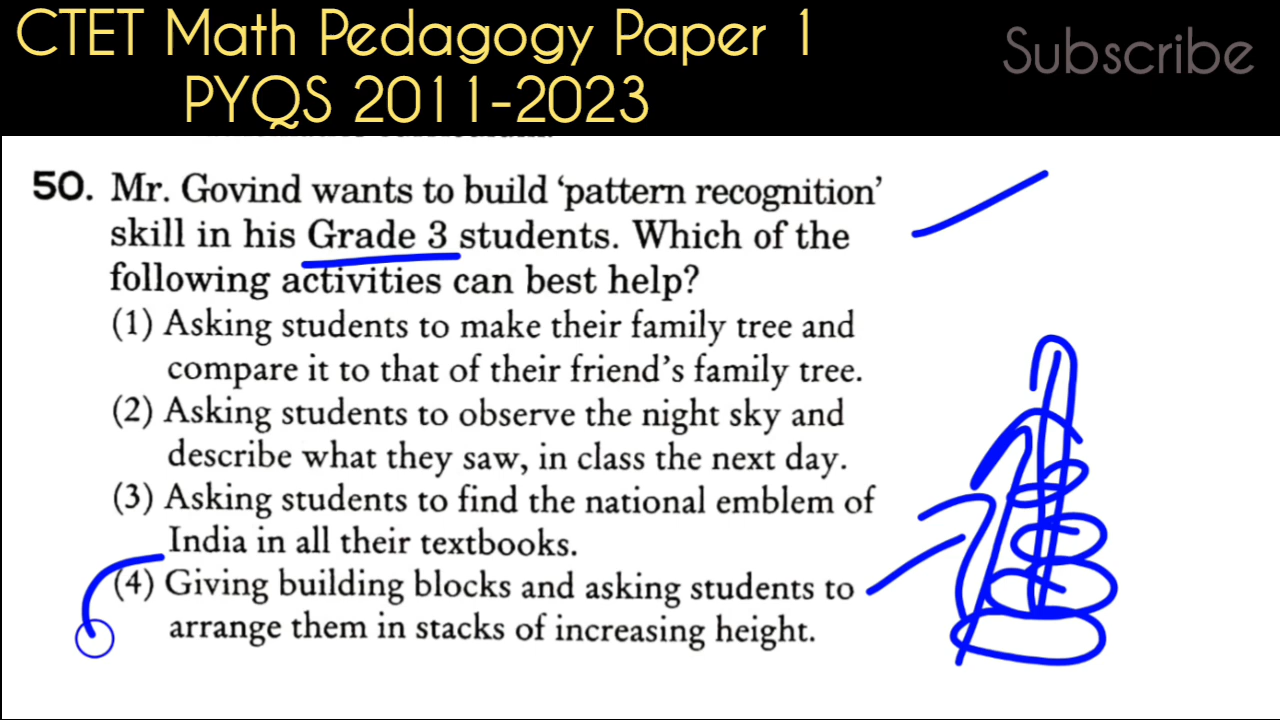 CTET Math Pedagogy Paper 1
Subscribe
PYQS 2011-2023
50. Mr. Govind wants to build ‘pattern recognition’
skill in his Grade 3 students. Which of the
following activities can best help?
(1) Asking students to make their family tree and
compare it to that of their friend’s family tree.
(2) Asking students to observe the night sky and
describe what they saw, in class the next day.
(3) Asking students to find the national emblem of
India in all their textbooks.
(4) Giving building blocks and asking students to
arrange them in stacks of increasing height.